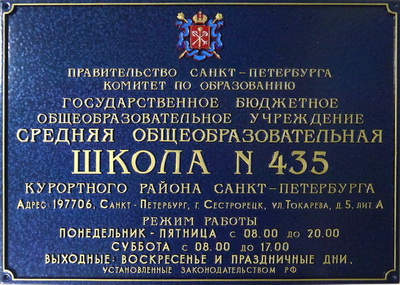 ПРАВИТЕЛЬСТВО САНКТ-ПЕТЕРБУРГА
КОМИТЕТ ПО ОБРАЗОВАНИЮ
ГОСУДАРСТВЕННОЕ БЮДЖЕТНОЕ
ОБЩЕОБРАЗОВАТЕЛЬНОЕ УЧРЕЖДЕНИЕ
СРЕДНЯЯ ОБЩЕОБРАЗОВАТЕЛЬНАЯ
ШКОЛА N 435
КУРОРТНОГО РАЙОНА САНКТ-ПЕТЕРБУРГА
АДРЕС: 197706, САНКТ-ПЕТЕРБУРГ, Г. СЕСТРОРЕЦК, УЛ. ТОКАРЕВА, Д. 5, ЛИТ. А
РЕЖИМ РАБОТЫ
ПОНЕДЕЛЬНИК - ПЯТНИЦА С 08.00 ДО 20.00
СУББОТА С 08.00 ДО 17.00
ВЫХОДНЫЕ: ВОСКРЕСЕНЬЕ И ПРАЗДНИЧНЫЕ ДНИ,
УСТАНОВЛЕННЫЕ ЗАКОНОДАТЕЛЬСТВОМ РФ